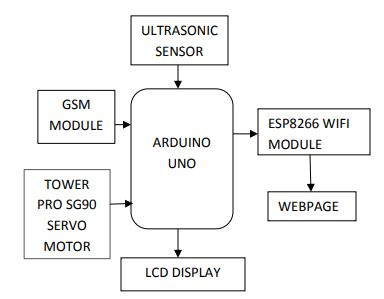 ULTRASONIC
SENSOR
GSM
MODULE
ARDUINO
UNO
ESP8266 WIFI
MODULE
TOWER
PRO SG90
SERVO
MOTOR
WEBPAGE
LCD DISPLAY